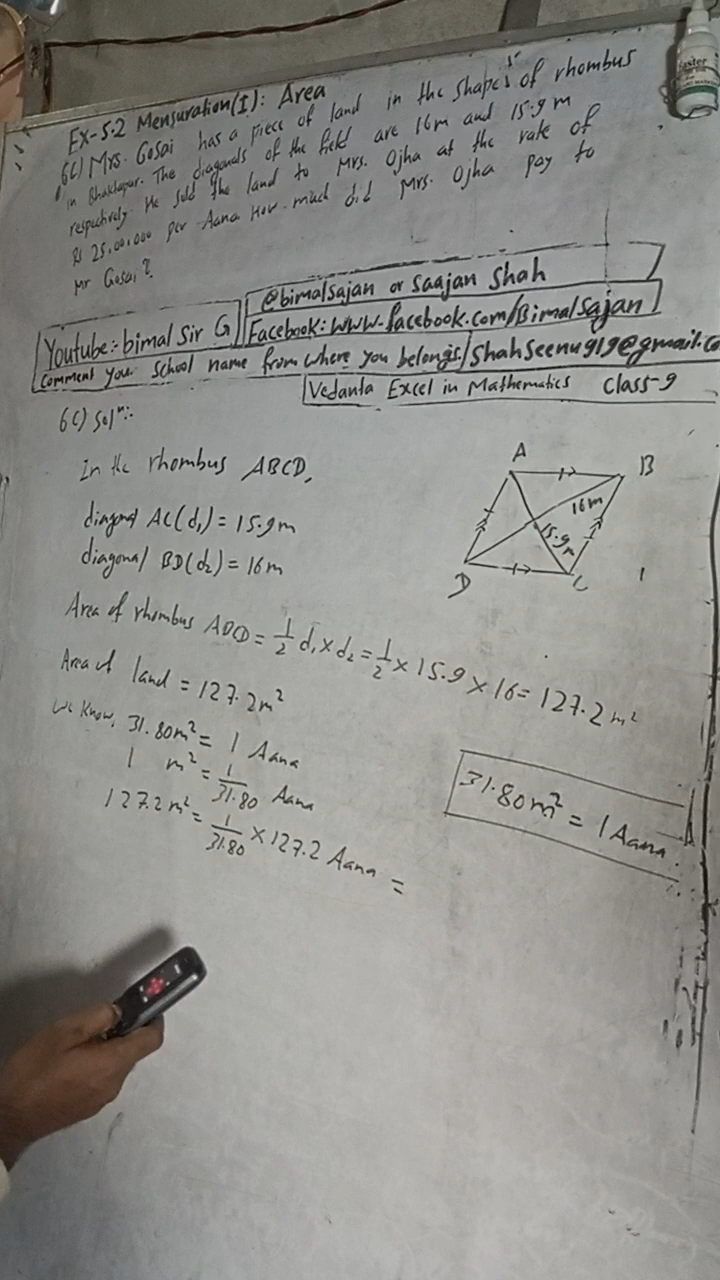 Ex-5.2 Mensuration(I): Area
6c) Mrs. Gosai has a piece of land in the shapes of rhombus
in Bhaktapur. The diagonals of the field are 16m and 15.9m
respectively. He sold the land to Mrs. Ojha at the rate of
Rs 25,00,000 per Aana How much did Mrs. Ojha pay to
Mr Gosai?
@bimalsajan or Saajan Shah
Youtube:-bimal Sir G
Facebook:www.facebook.com/Bimalsajan
Comment your school name from where you belongs/shahseenu919@gmail.co
Vedanta Excel in Mathematics Class-9
6c) Solⁿ:-
In the rhombus ABCD,
diagonal AC(d₁) = 15.9m
diagonal BD(d₂) = 16m
A
B
16m
15.9m
D
C
Area of rhombus ABCD = 1/2 d₁ × d₂ = 1/2 × 15.9 × 16 = 127.2 m²
Area of land = 127.2m²
We know, 31.80m² = 1 Aana
1 m² = 1/31.80 Aana
127.2m² = 1/31.80 × 127.2 Aana =
31.80m² = 1 Aana
faster